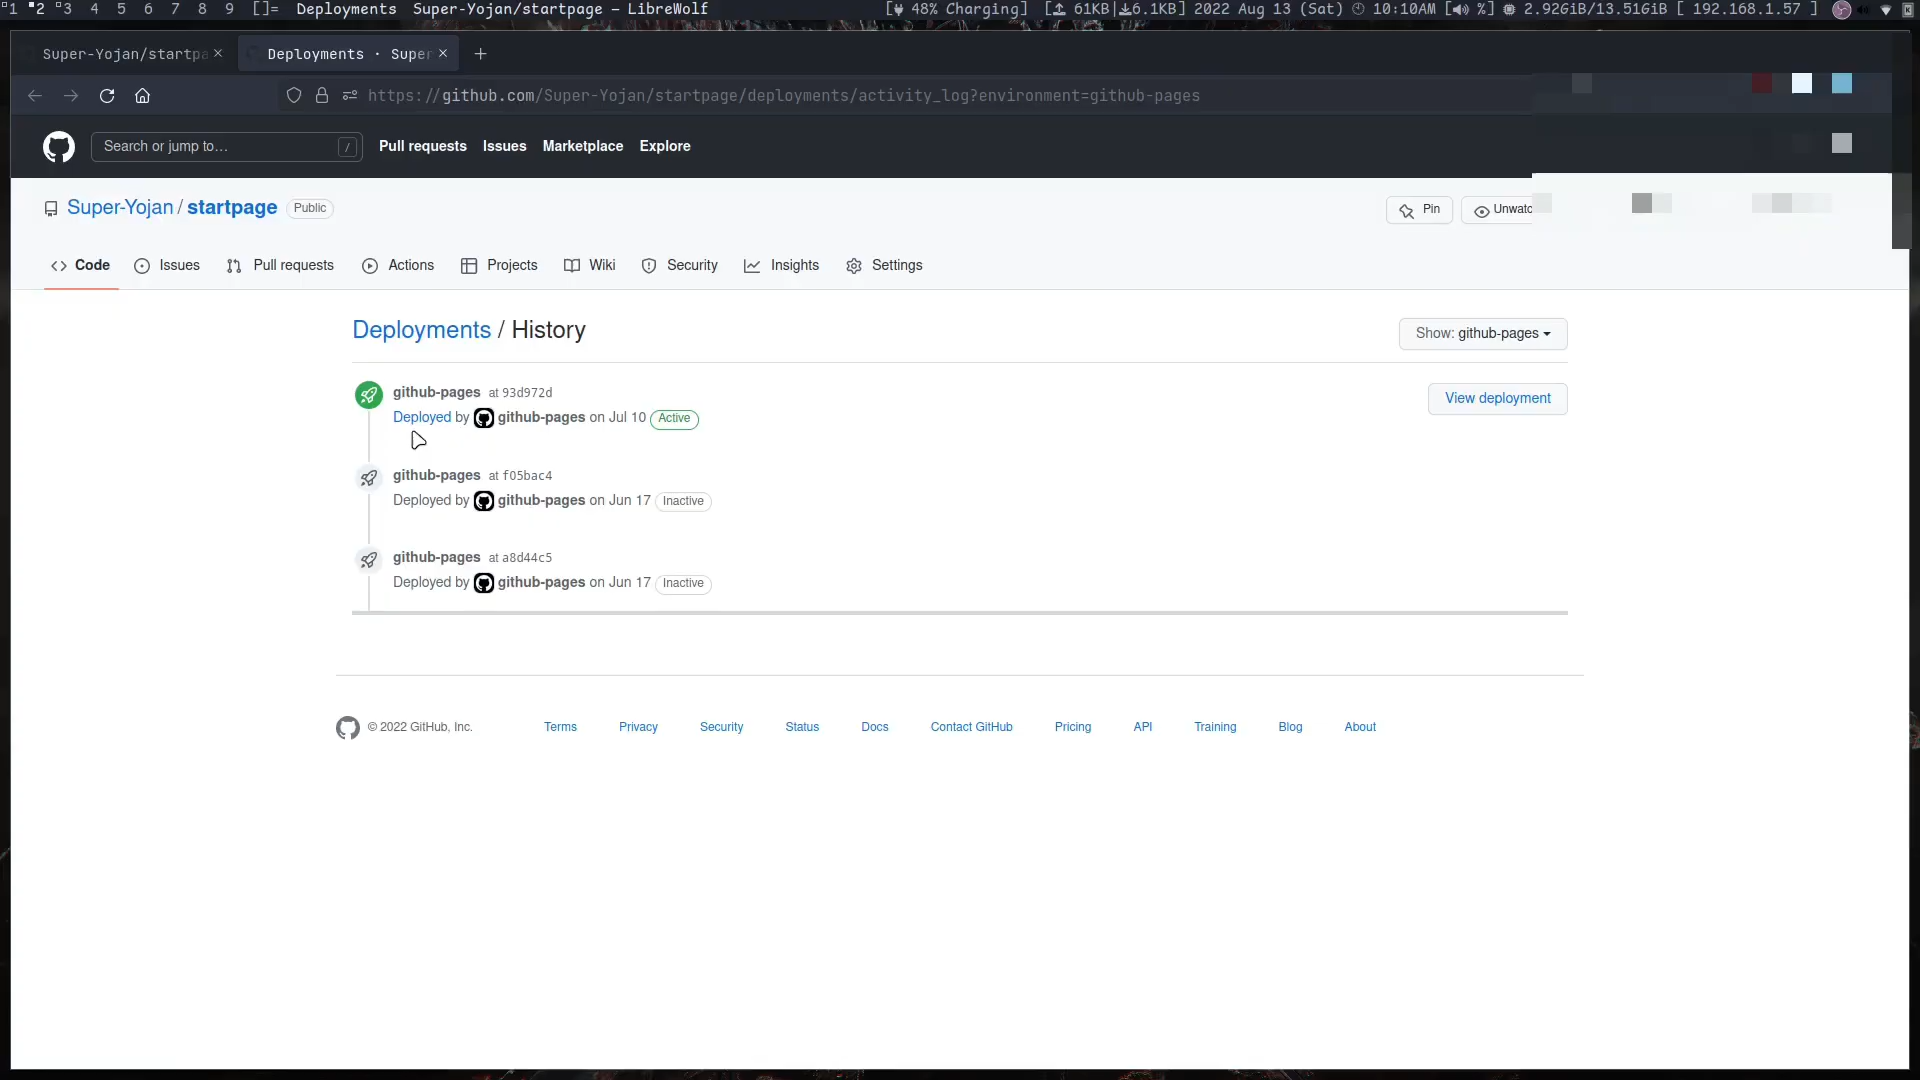 1 2 3 4 5 6 7 8 9 []= Deployments Super-Yojan/startpage — LibreWolf [ 48% Charging] [ 61KB| 6.1KB] 2022 Aug 13 (Sat) 10:10AM [ %] 2.92GiB/13.51GiB [ 192.168.1.57 ]
Super-Yojan/startpa × Deployments · Super × +
https://github.com/Super-Yojan/startpage/deployments/activity_log?environment=github-pages
Search or jump to… / Pull requests Issues Marketplace Explore
Super-Yojan / startpage Public Pin Unwatc
Code Issues Pull requests Actions Projects Wiki Security Insights Settings
Deployments / History Show: github-pages
github-pages at 93d972d View deployment
Deployed by github-pages on Jul 10 Active
github-pages at f05bac4
Deployed by github-pages on Jun 17 Inactive
github-pages at a8d44c5
Deployed by github-pages on Jun 17 Inactive
© 2022 GitHub, Inc. Terms Privacy Security Status Docs Contact GitHub Pricing API Training Blog About